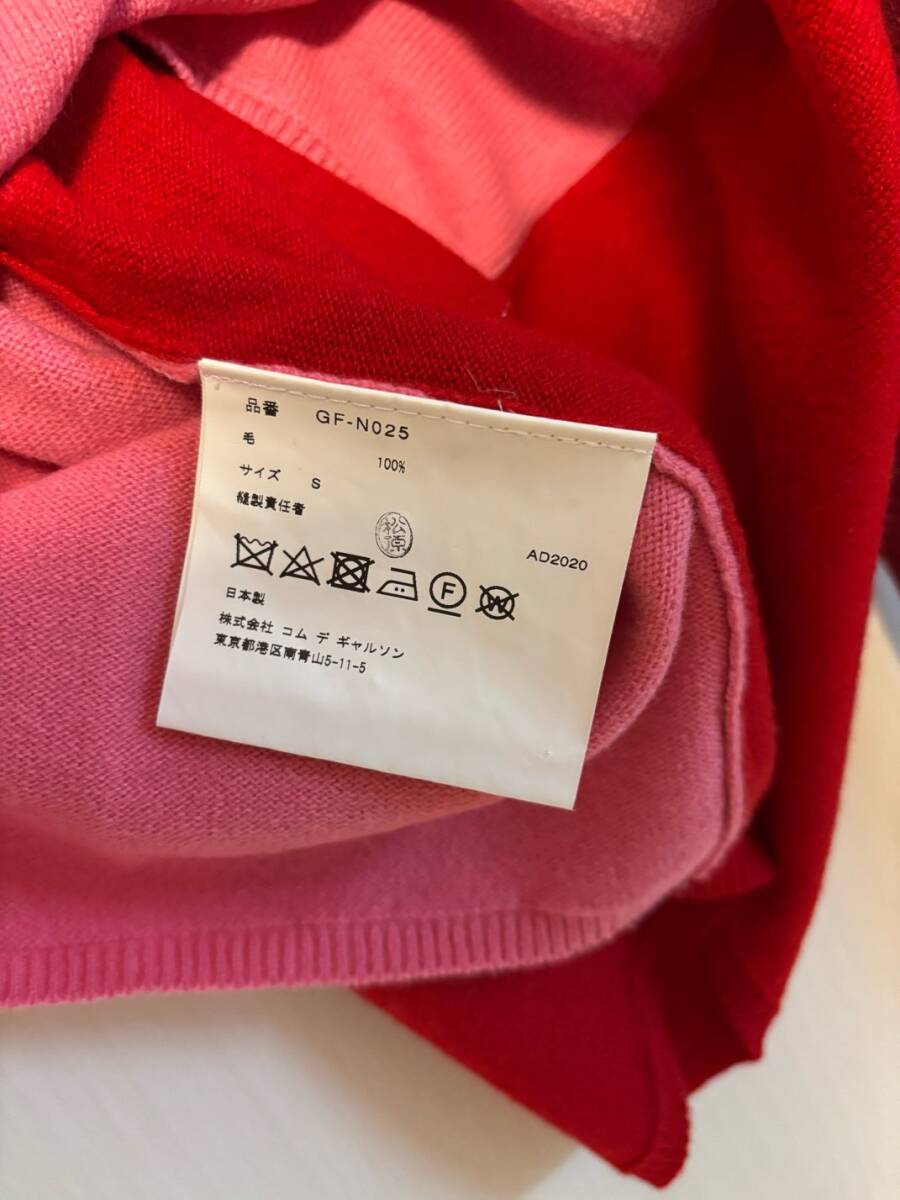 品番 GF-N025
毛 100%
サイズ S
縫製責任者
松原
AD2020
F W
日本製
株式会社 コム デ ギャルソン
東京都港区南青山5-11-5